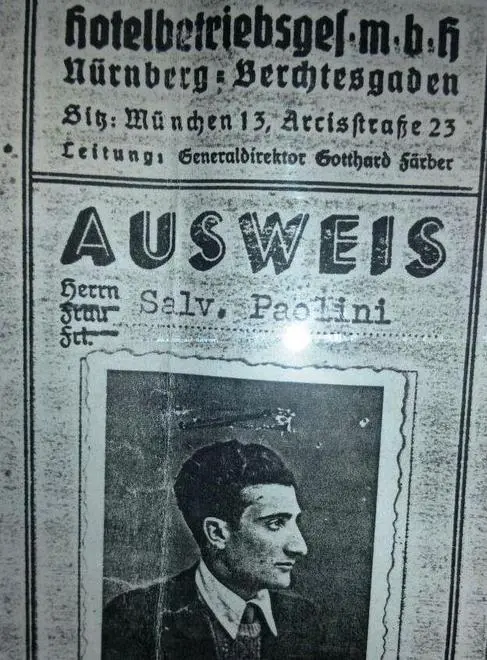 Hotelbetriebsges. m. b. H
Nürnberg = Berchtesgaden
Sitz: München 13, Arcisstraße 23
Leitung: Generaldirektor Gotthard Färber
AUSWEIS
Herrn
Frau
Frl.
Salv. Paolini